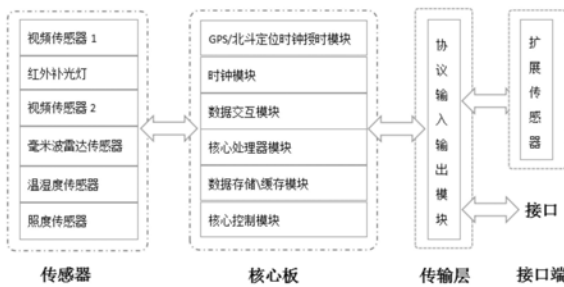 视频传感器 1
红外补光灯
视频传感器 2
毫米波雷达传感器
温湿度传感器
照度传感器
传感器
GPS/北斗定位时钟授时模块
时钟模块
数据交互模块
核心处理器模块
数据存储\缓存模块
核心控制模块
核心板
协议输入输出模块
传输层
扩展传感器
接口
接口端